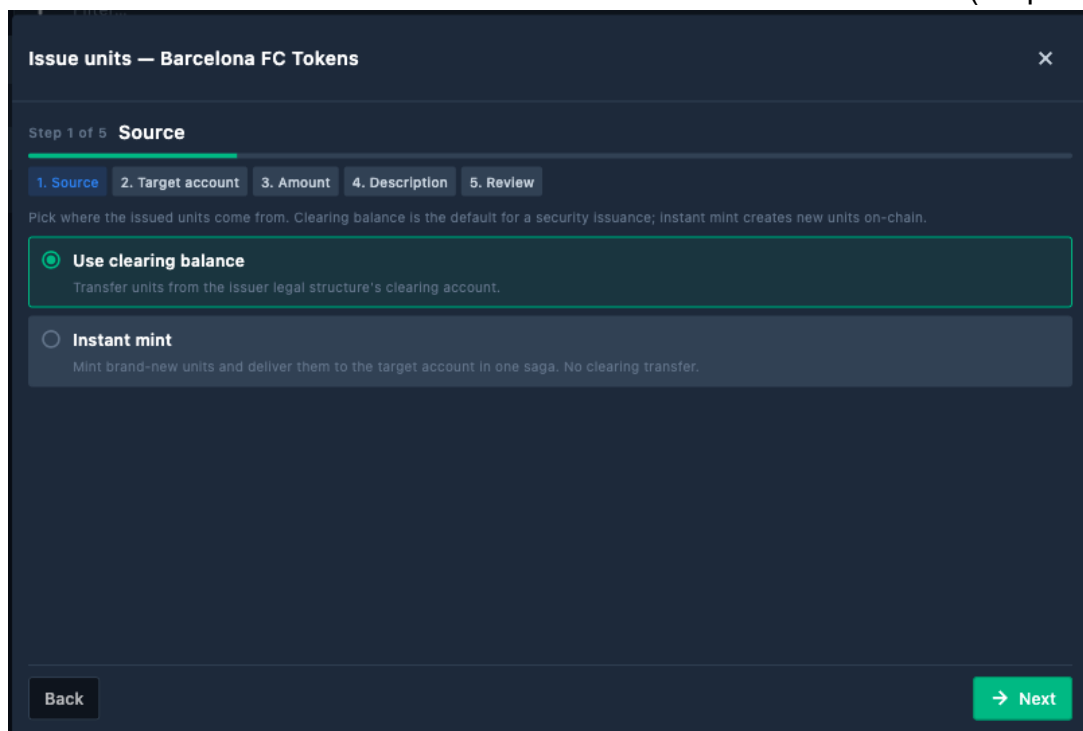 Issue units — Barcelona FC Tokens
Step 1 of 5 Source
1. Source 2. Target account 3. Amount 4. Description 5. Review
Pick where the issued units come from. Clearing balance is the default for a security issuance; instant mint creates new units on-chain.
Use clearing balance
Transfer units from the issuer legal structure's clearing account.
Instant mint
Mint brand-new units and deliver them to the target account in one saga. No clearing transfer.
Back
→ Next